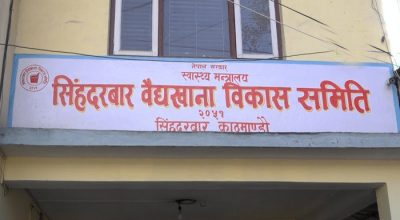 नेपाल सरकार
स्वास्थ्य मन्त्रालय
सिंहदरबार वैद्यखाना विकास समिति
२०५१
सिंहदरबार, काठमाण्डौ